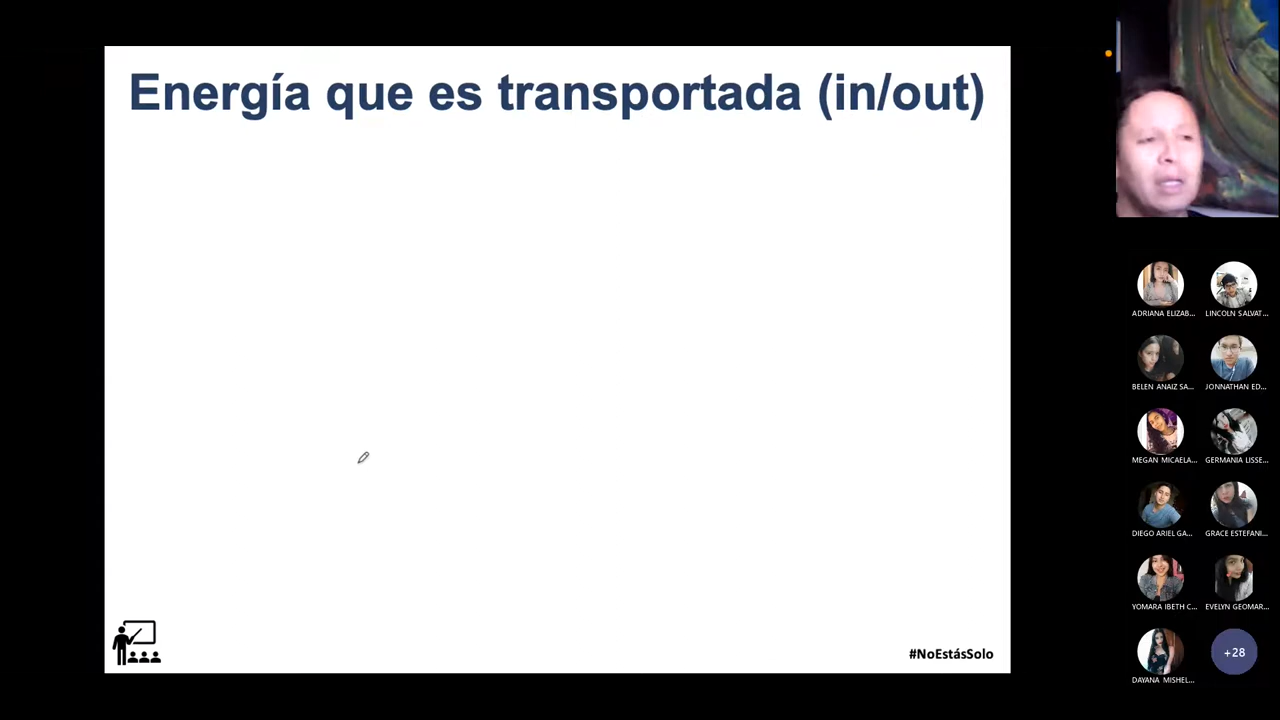 Energía que es transportada (in/out)
#NoEstásSolo
ADRIANA ELIZAB...
LINCOLN SALVAT...
BELEN ANAIZ SA...
JONNATHAN ED...
MEGAN MICAELA...
GERMANIA LISSE...
DIEGO ARIEL GA...
GRACE ESTEFANI...
YOMARA IBETH C...
EVELYN GEOMAR...
DAYANA MISHEL...
+28